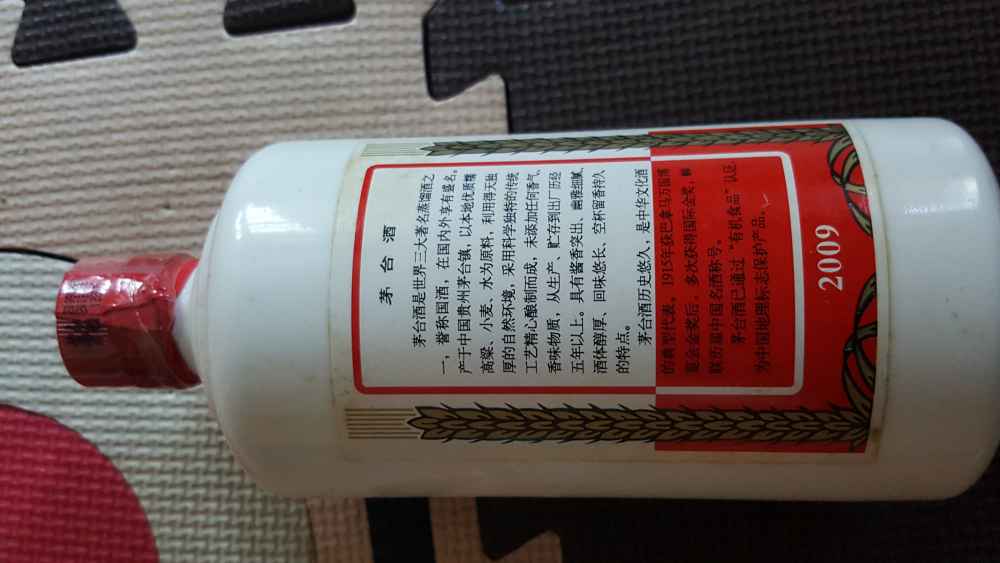 茅 台 酒
茅台酒是世界三大著名蒸馏酒之
一，誉称国酒，在国内外享有盛名。
产于中国贵州茅台镇，以本地优质糯
高粱、小麦、水为原料，利用得天独
厚的自然环境，采用科学独特的传统
工艺精心酿制而成，未添加任何香气、
香味物质，从生产、贮存到出厂历经
五年以上。具有酱香突出、幽雅细腻、
酒体醇厚、回味悠长、空杯留香持久
的特点。
茅台酒历史悠久，是中华文化酒
的典型代表。1915年获巴拿马万国博
览会金奖后，多次获得国际金奖，蝉
联历届中国名酒称号。
茅台酒已通过“有机食品”认证，
为中国地理标志保护产品。
2009